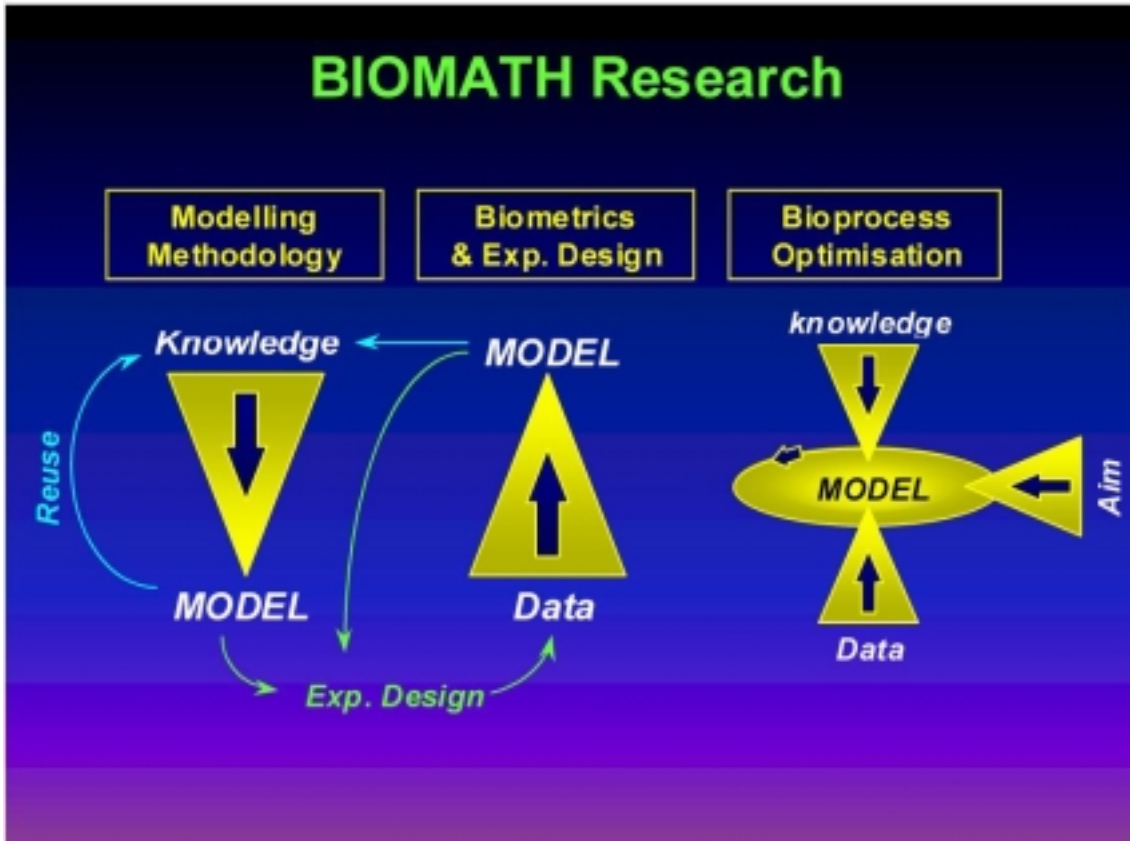 BIOMATH Research
Modelling
Methodology
Biometrics
& Exp. Design
Bioprocess
Optimisation
Knowledge
MODEL
knowledge
Reuse
MODEL
Aim
MODEL
Data
Data
Exp. Design